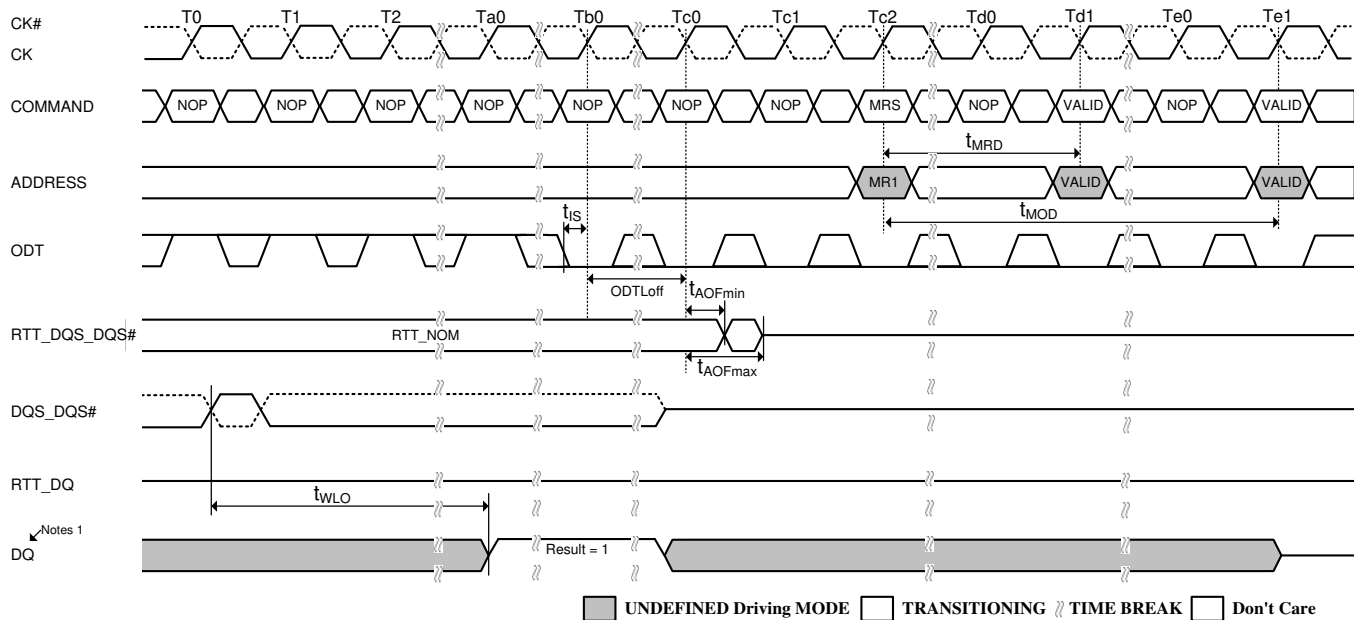 T0 T1 T2 Ta0 Tb0 Tc0 Tc1 Tc2 Td0 Td1 Te0 Te1
CK#
CK
COMMAND NOP NOP NOP NOP NOP NOP NOP MRS NOP VALID NOP VALID
tMRD
ADDRESS MR1 VALID VALID
tIS tMOD
ODT
ODTLoff tAOFmin
RTT_DQS_DQS# RTT_NOM
tAOFmax
DQS_DQS#
RTT_DQ
tWLO
Notes 1
DQ Result = 1
UNDEFINED Driving MODE TRANSITIONING TIME BREAK Don't Care